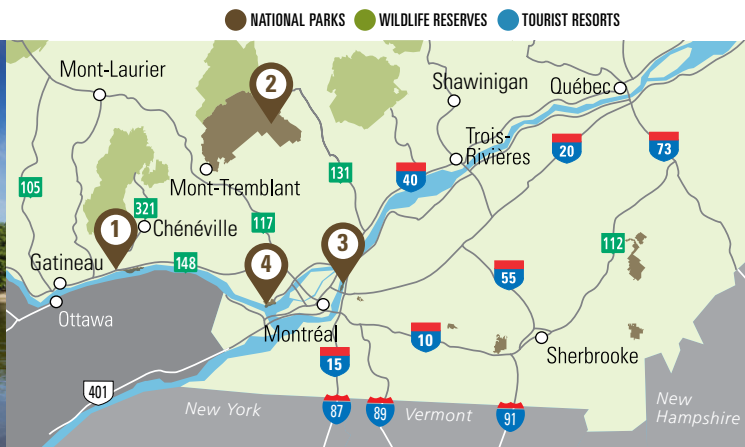 NATIONAL PARKS WILDLIFE RESERVES TOURIST RESORTS
Mont-Laurier
2
Shawinigan
Québec
Trois-
Rivières
20
73
105
Mont-Tremblant
131
40
321
1
Chénéville
117
3
112
Gatineau
148
4
55
Ottawa
Montréal
10
15
Sherbrooke
401
New York
87
89
Vermont
91
New
Hampshire